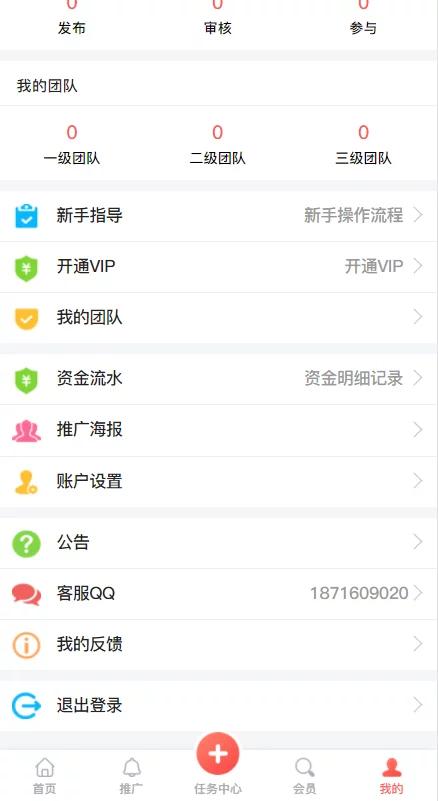 0 0 0
发布 审核 参与
我的团队
0 0 0
一级团队 二级团队 三级团队
新手指导 新手操作流程
开通VIP 开通VIP
我的团队
资金流水 资金明细记录
推广海报
账户设置
公告
客服QQ 1871609020
我的反馈
退出登录
首页 推广 任务中心 会员 我的